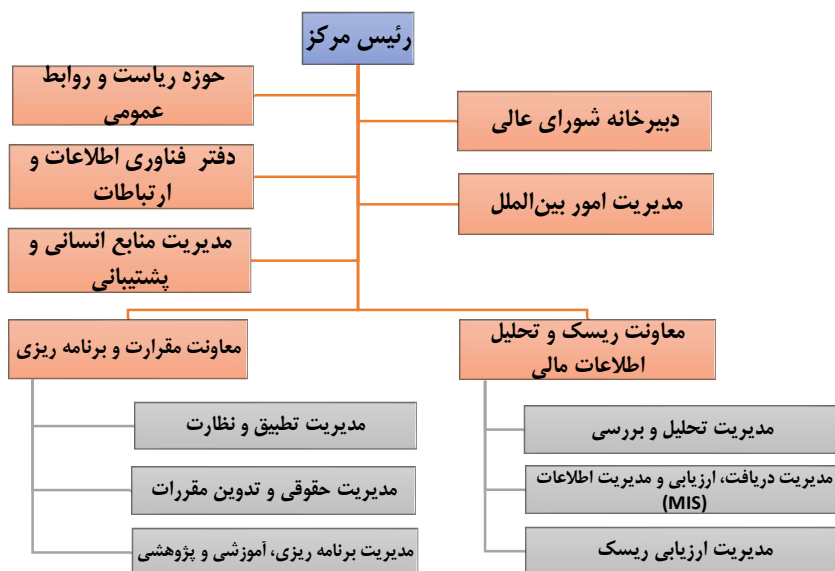 رئیس مرکز
حوزه ریاست و روابط
عمومی
دبیرخانه شورای عالی
دفتر فناوری اطلاعات و
ارتباطات
مدیریت امور بین‌الملل
مدیریت منابع انسانی و
پشتیبانی
معاونت ریسک و تحلیل
اطلاعات مالی
مدیریت تحلیل و بررسی
مدیریت دریافت، ارزیابی و مدیریت اطلاعات
(MIS)
مدیریت ارزیابی ریسک
معاونت مقرارت و برنامه ریزی
مدیریت تطبیق و نظارت
مدیریت حقوقی و تدوین مقررات
مدیریت برنامه ریزی، آموزشی و پژوهشی